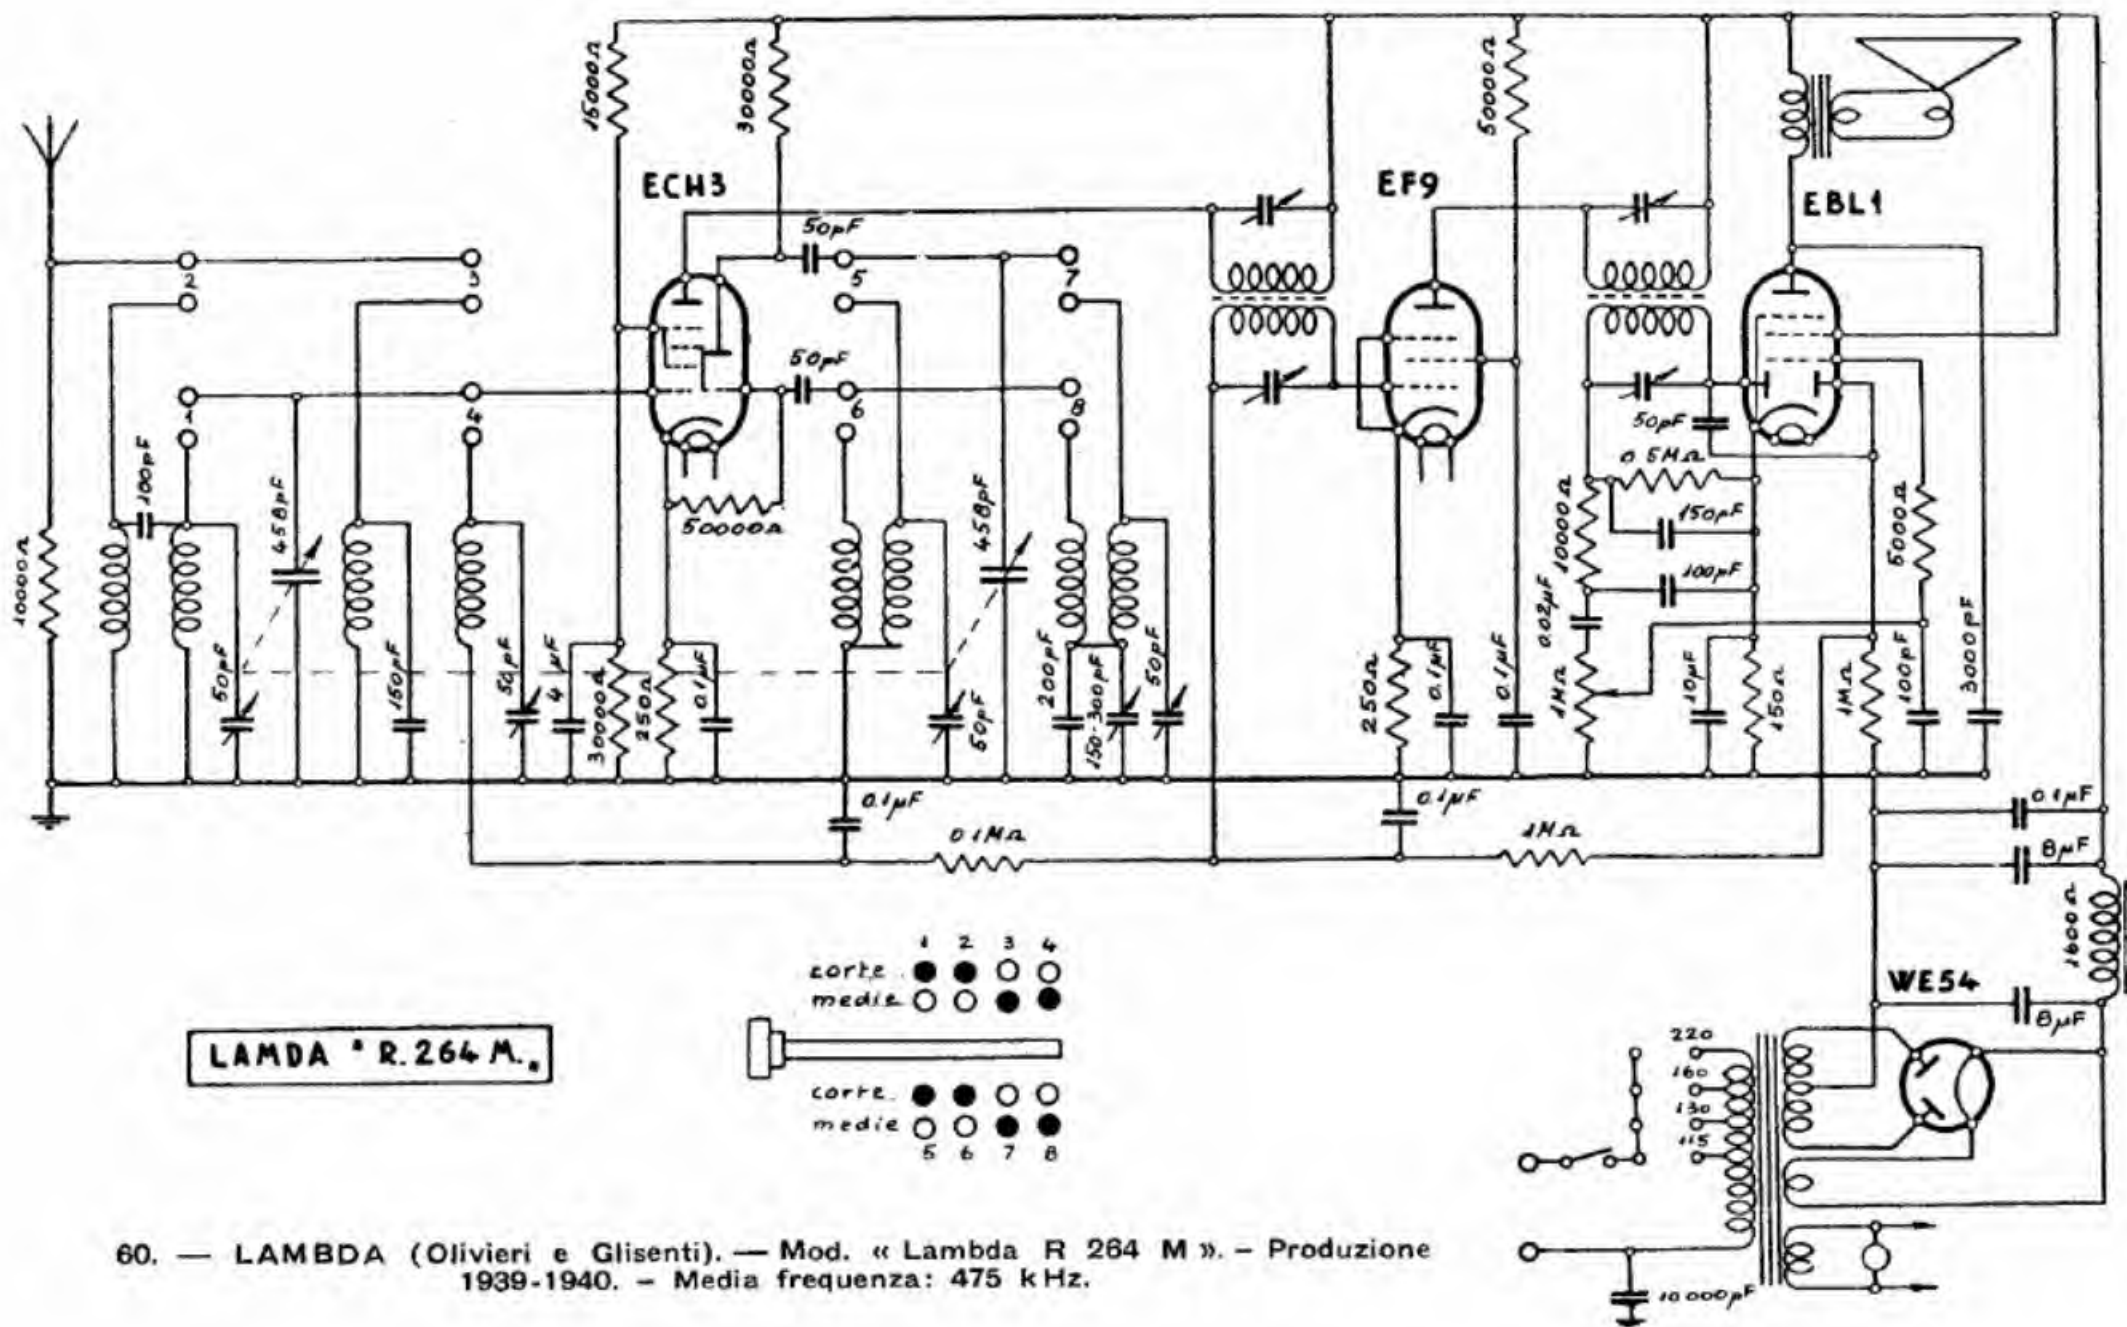 15000Ω
30000Ω
50000Ω
ECH3
EF9
EBL1
50pF
2
3
5
7
50pF
1
4
6
8
100pF
458pF
50000Ω
458pF
50pF
0.5MΩ
150pF
10000Ω
100pF
50000Ω
0.02µF
10000Ω
50pF
150pF
50pF
4µF
30000Ω
250Ω
0.1µF
50pF
200pF
150-300pF
50pF
250Ω
0.1µF
0.1µF
1MΩ
10µF
150Ω
1MΩ
100pF
3000pF
0.1µF
0.1µF
0.1µF
0.1MΩ
1MΩ
8µF
1600Ω
WE54
8µF
1 2 3 4
corte
medie
LAMDA "R.264 M."
corte
medie
5 6 7 8
220
160
130
115
10000pF
60. — LAMBDA (Olivieri e Glisenti). — Mod. « Lambda R 264 M ». – Produzione
1939-1940. – Media frequenza: 475 kHz.